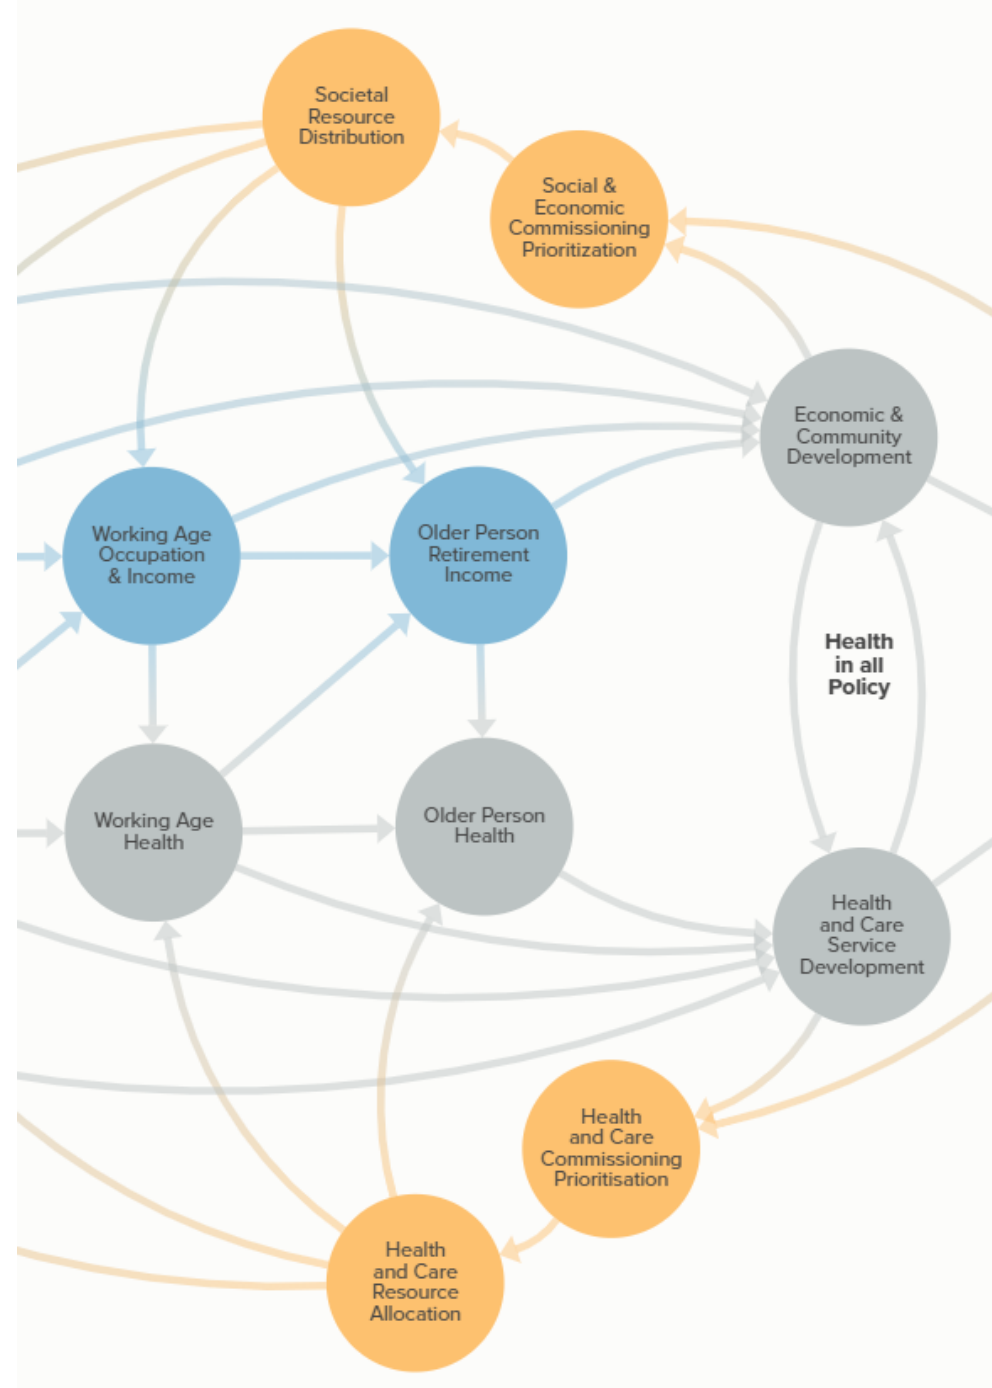 Societal
Resource
Distribution
Social &
Economic
Commissioning
Prioritization
Economic &
Community
Development
Working Age
Occupation
& Income
Older Person
Retirement
Income
Health
in all
Policy
Working Age
Health
Older Person
Health
Health
and Care
Service
Development
Health
and Care
Commissioning
Prioritisation
Health
and Care
Resource
Allocation